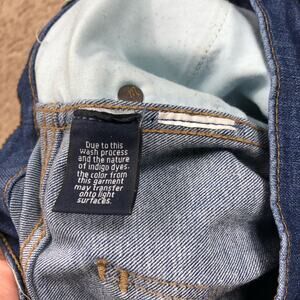 Due to this
wash process
and the nature
of indigo dyes,
the color from
this garment
may transfer
onto light
surfaces.